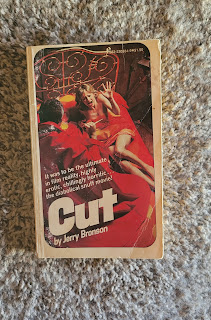 It was to be the ultimate
in film reality, highly
erotic, chillingly horrific...
the diabolical snuff movie!
Cut
by Jerry Bronson